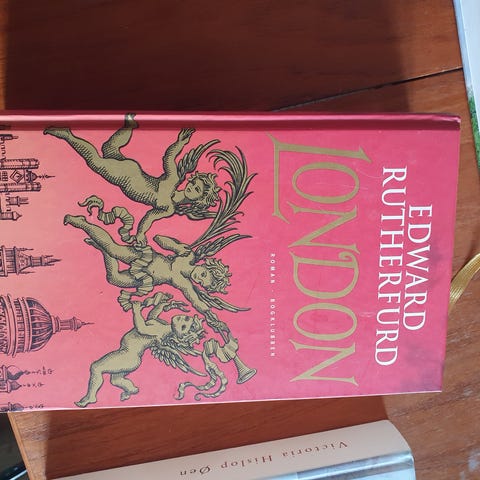 EDWARD
RUTHERFURD
LONDON
ROMAN · BOGKLUBBEN
Victoria Hislop Øen